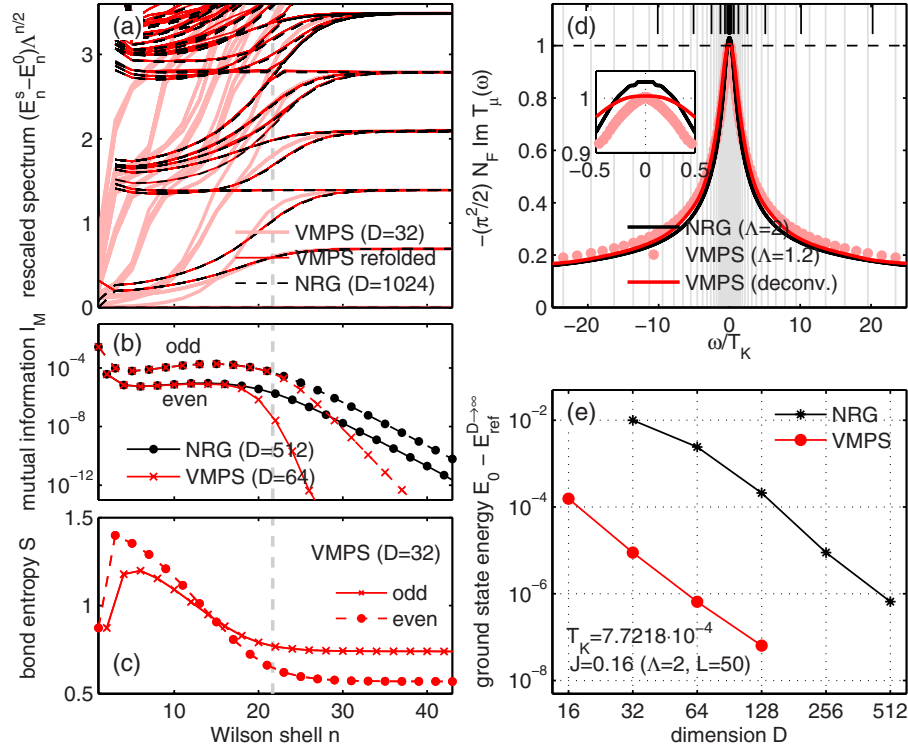 (a)
rescaled spectrum (E_n^s−E_n^0)Λ^{n/2}
3
2
1
0
VMPS (D=32)
VMPS refolded
NRG (D=1024)
(b)
mutual information I_M
10^{−4}
10^{−8}
10^{−12}
odd
even
NRG (D=512)
VMPS (D=64)
bond entropy S
1.5
1
0.5
VMPS (D=32)
odd
even
(c)
10
20
30
40
Wilson shell n
(d)
−(π²/2) N_F Im T_μ(ω)
1
0.8
0.6
0.4
0.2
0
1
0.9
−0.5
0
0.5
NRG (Λ=2)
VMPS (Λ=1.2)
VMPS (deconv.)
−20
−10
0
10
20
ω/T_K
(e)
ground state energy E_0 − E_ref^{D→∞}
10^{−2}
10^{−4}
10^{−6}
10^{−8}
NRG
VMPS
T_K=7.7218·10^{−4}
J=0.16 (Λ=2, L=50)
16
32
64
128
256
512
dimension D